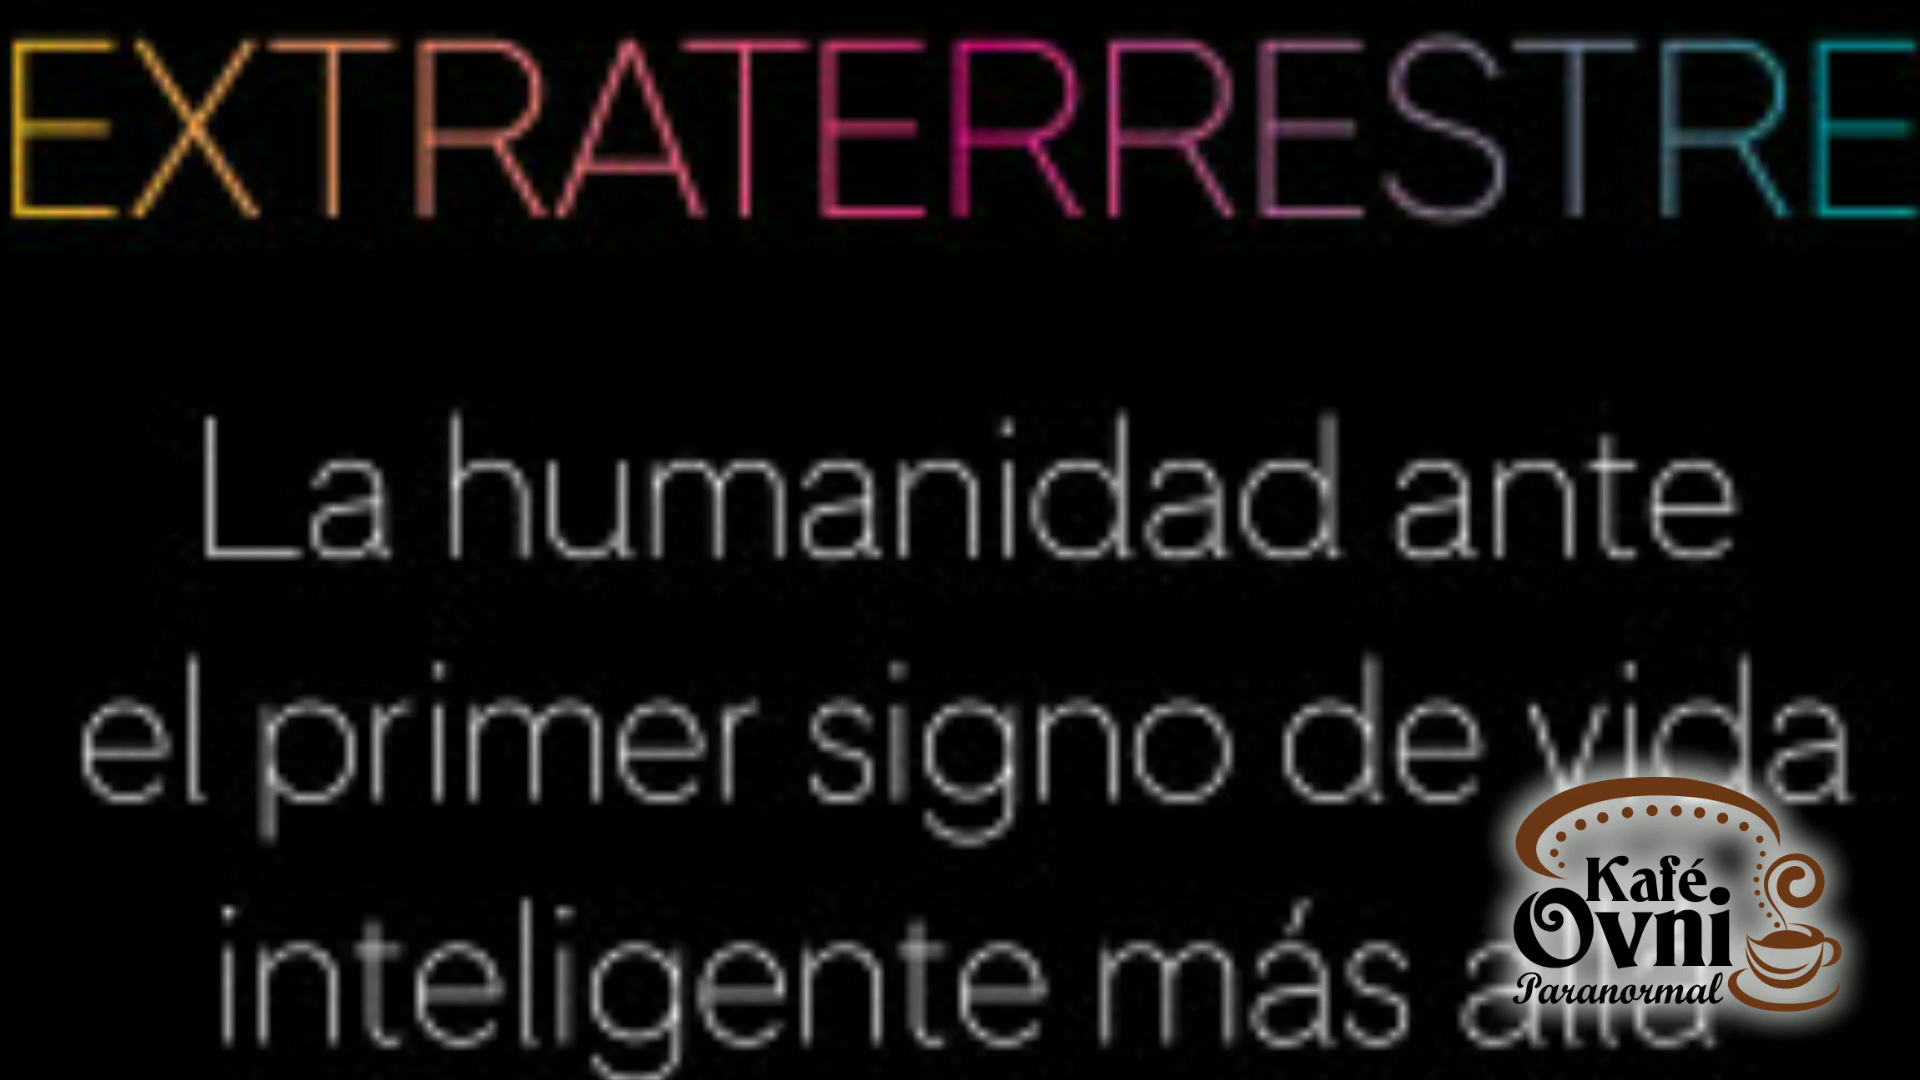 EXTRATERRESTRE
La humanidad ante
el primer signo de vida
inteligente más allá
Kafé
Ovni
Paranormal